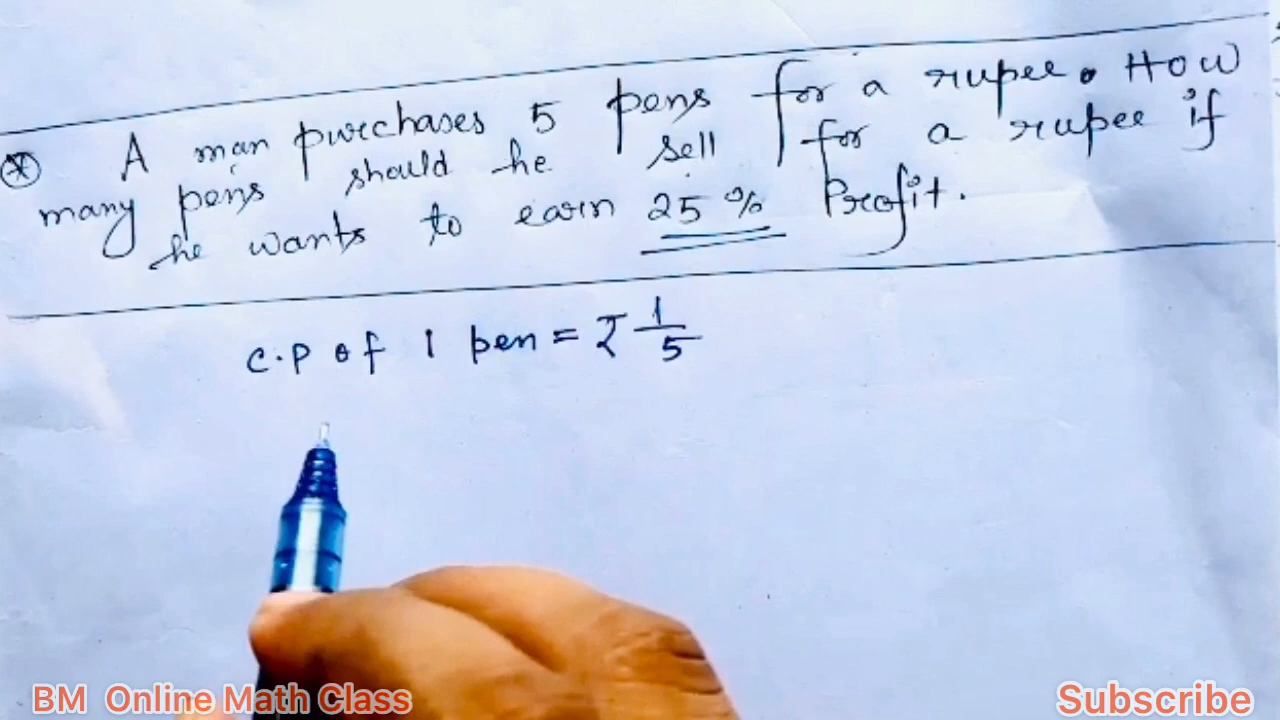 * A man purchases 5 pens for a rupee. How
many pens should he sell for a rupee if
he wants to earn 25% Profit.
C.P of 1 pen = ₹ 1/5
BM Online Math Class
Subscribe